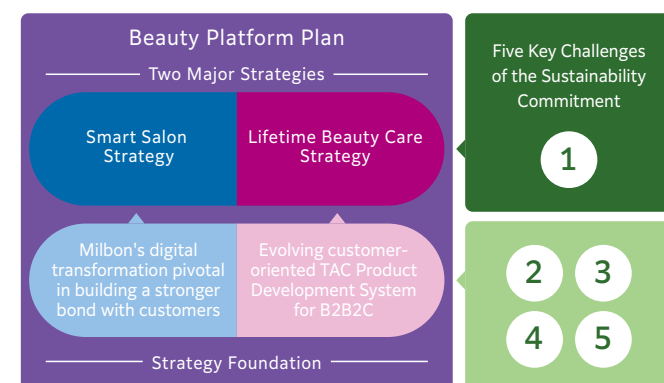 Beauty Platform Plan
Two Major Strategies
Smart Salon
Strategy
Lifetime Beauty Care
Strategy
Milbon's digital
transformation pivotal
in building a stronger
bond with customers
Evolving customer-
oriented TAC Product
Development System
for B2B2C
Strategy Foundation
Five Key Challenges
of the Sustainability
Commitment
1
2 3
4 5